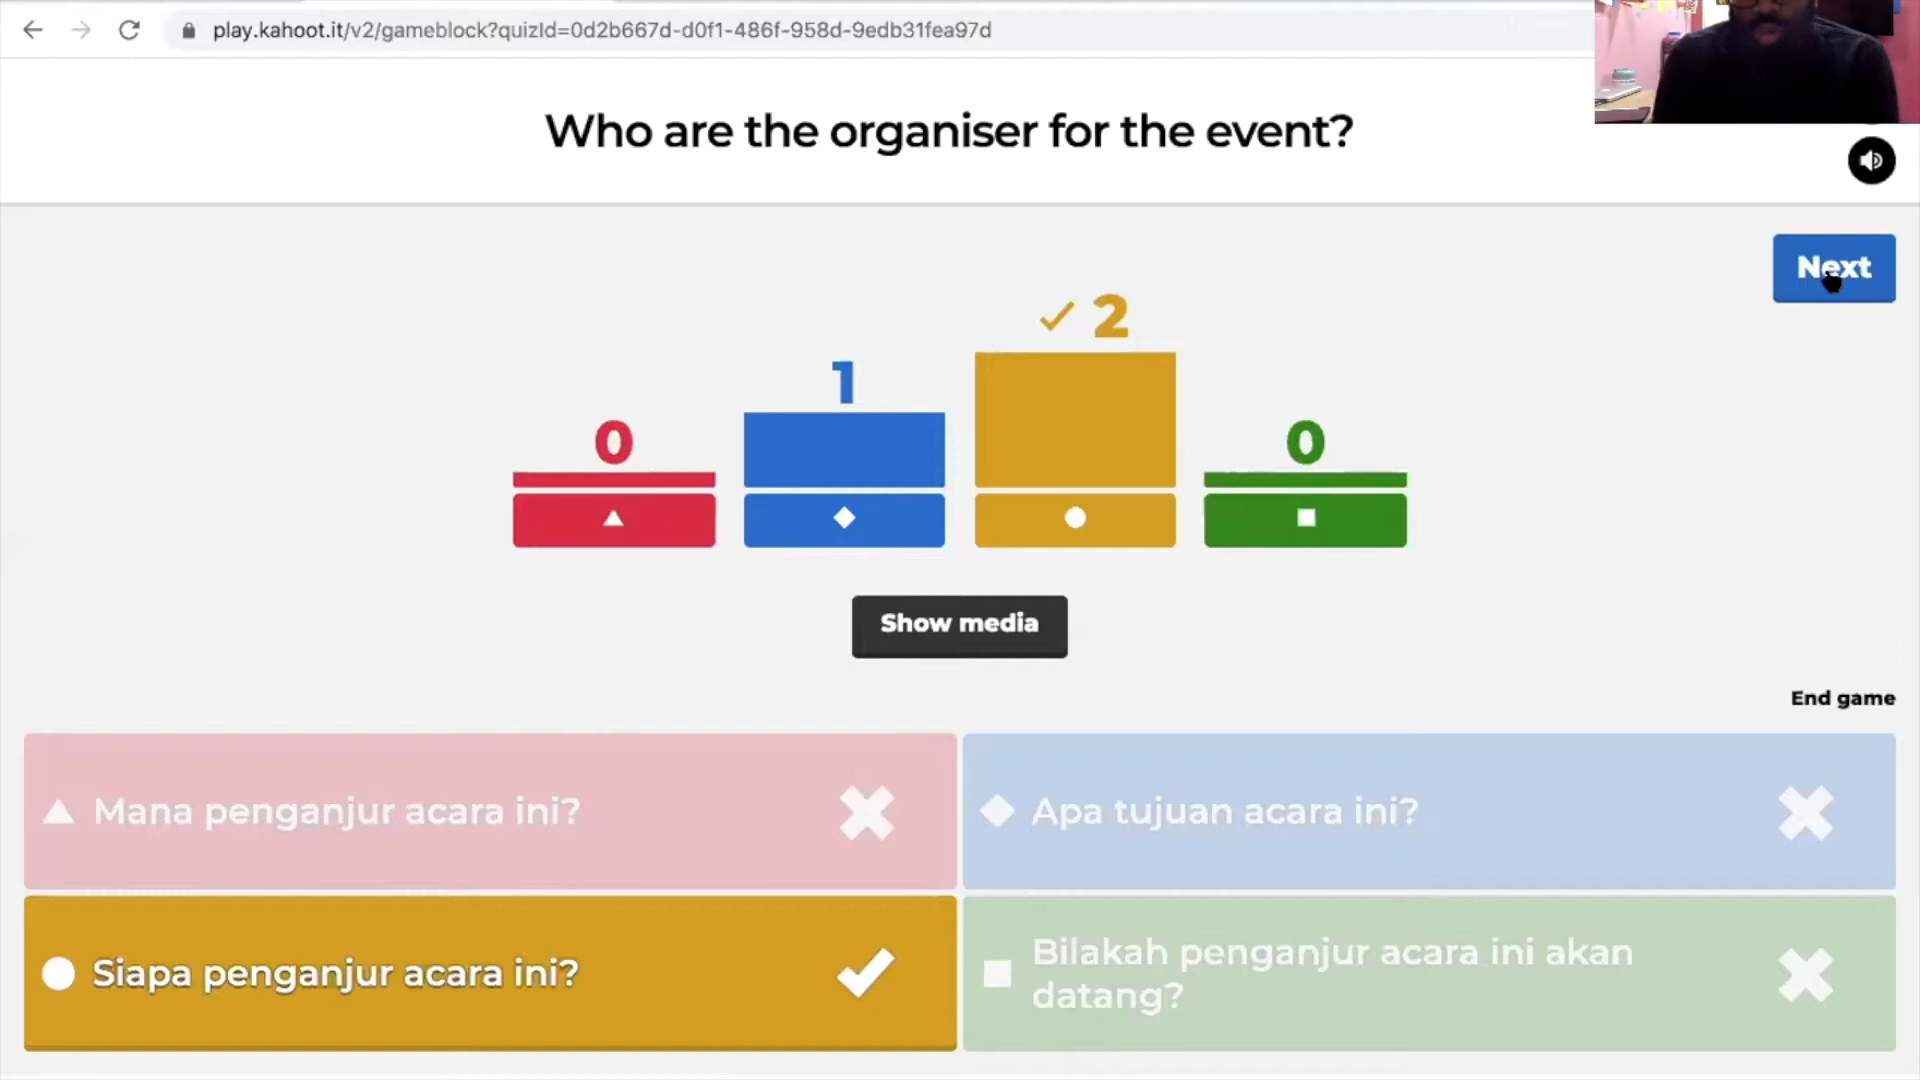 play.kahoot.it/v2/gameblock?quizId=0d2b667d-d0f1-486f-958d-9edb31fea97d
Who are the organiser for the event?
Next
0
1
2
0
Show media
End game
Mana penganjur acara ini?
Apa tujuan acara ini?
Siapa penganjur acara ini?
Bilakah penganjur acara ini akan
datang?